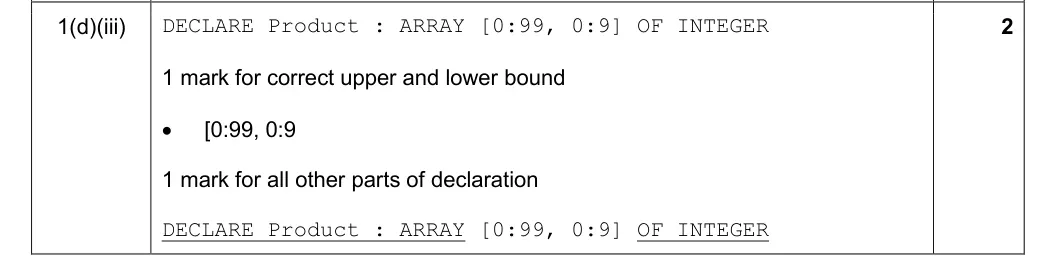 1(d)(iii) DECLARE Product : ARRAY [0:99, 0:9] OF INTEGER 2
1 mark for correct upper and lower bound
• [0:99, 0:9
1 mark for all other parts of declaration
DECLARE Product : ARRAY [0:99, 0:9] OF INTEGER